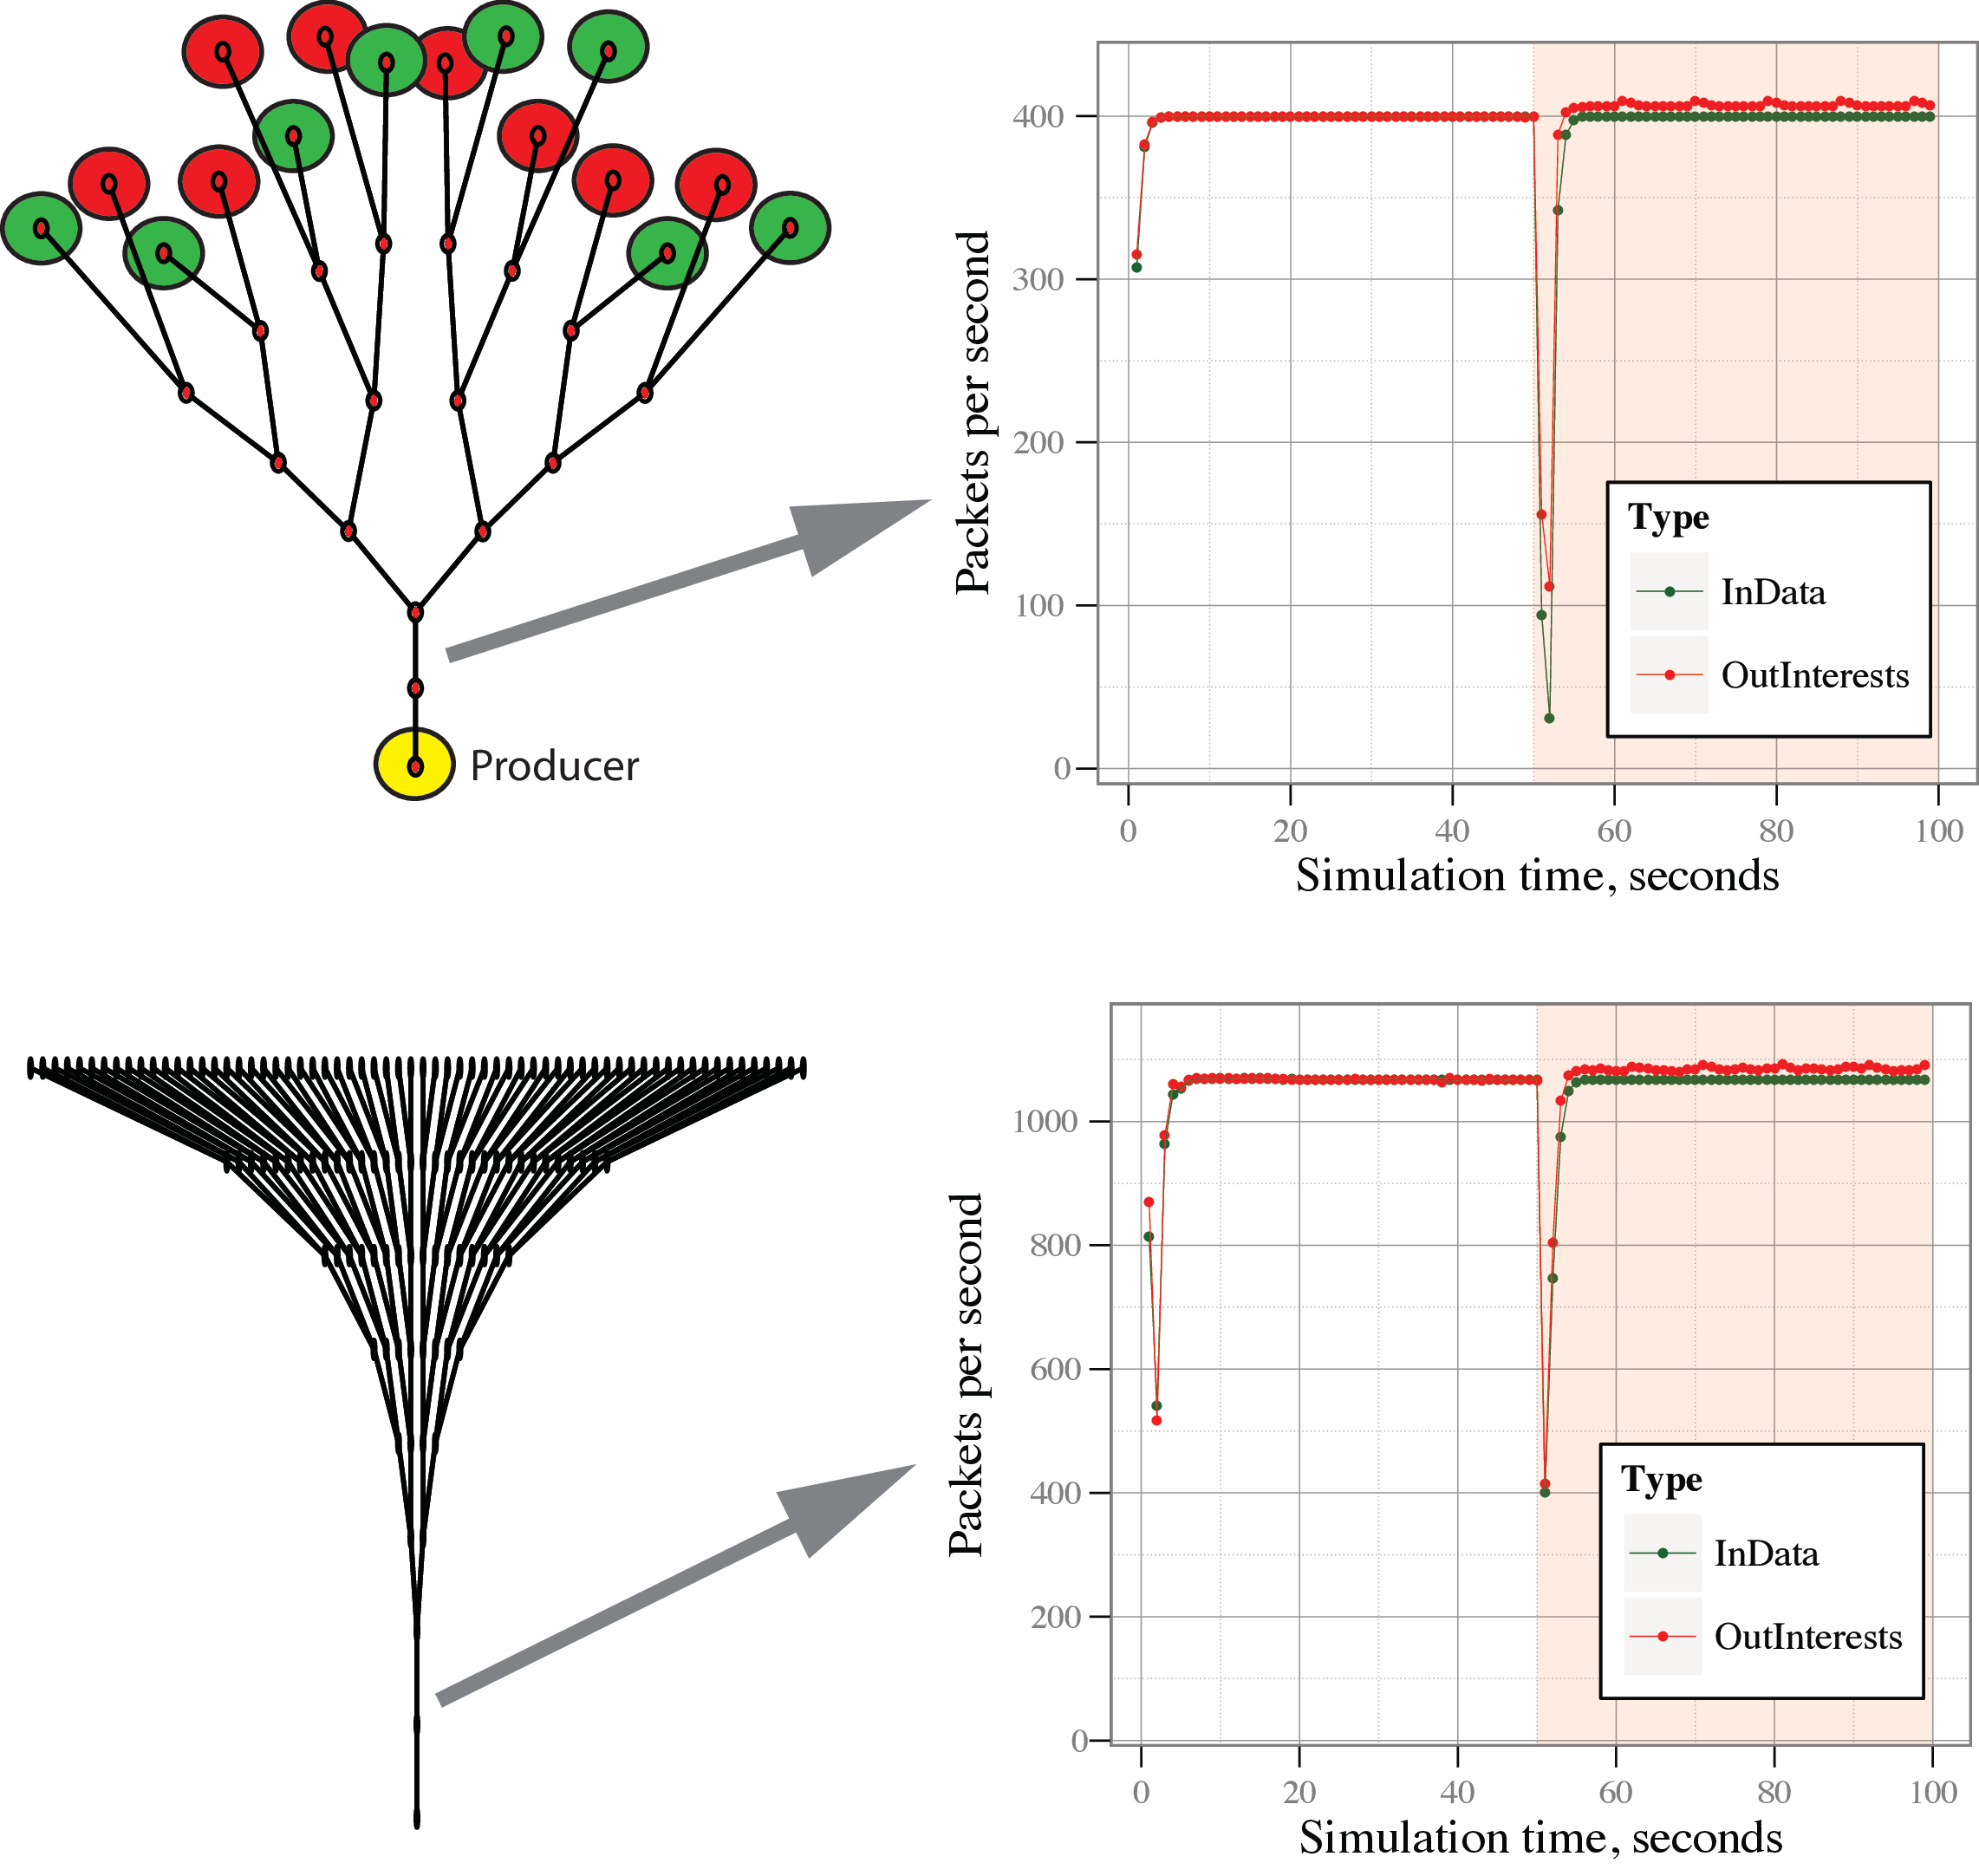 Producer
Packets per second
400
300
200
100
0
Type
InData
OutInterests
0 20 40 60 80 100
Simulation time, seconds
Packets per second
1000
800
600
400
200
0
Type
InData
OutInterests
0 20 40 60 80 100
Simulation time, seconds